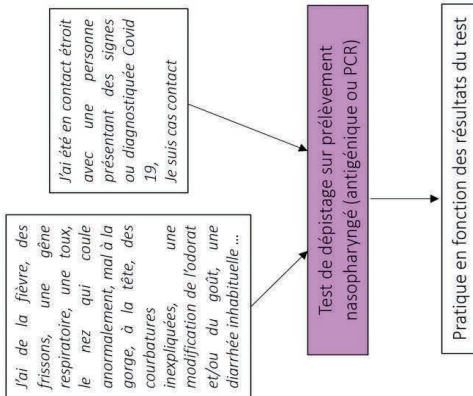 J'ai de la fièvre, des
frissons, une gêne
respiratoire, une toux,
le nez qui coule
anormalement, mal à la
gorge, à la tête, des
courbatures
inexpliquées, une
modification de l'odorat
et/ou du goût, une
diarrhée inhabituelle ...
J'ai été en contact étroit
avec une personne
présentant des signes
ou diagnostiquée Covid
19,
Je suis cas contact
Test de dépistage sur prélèvement
nasopharyngé (antigénique ou PCR)
Pratique en fonction des résultats du test